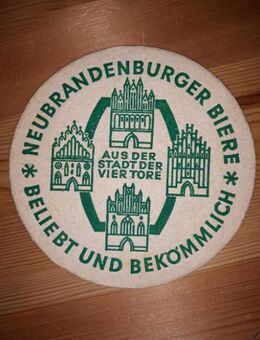 * NEUBRANDENBURGER BIERE *
AUS DER
STADT DER
VIER TORE
BELIEBT UND BEKÖMMLICH